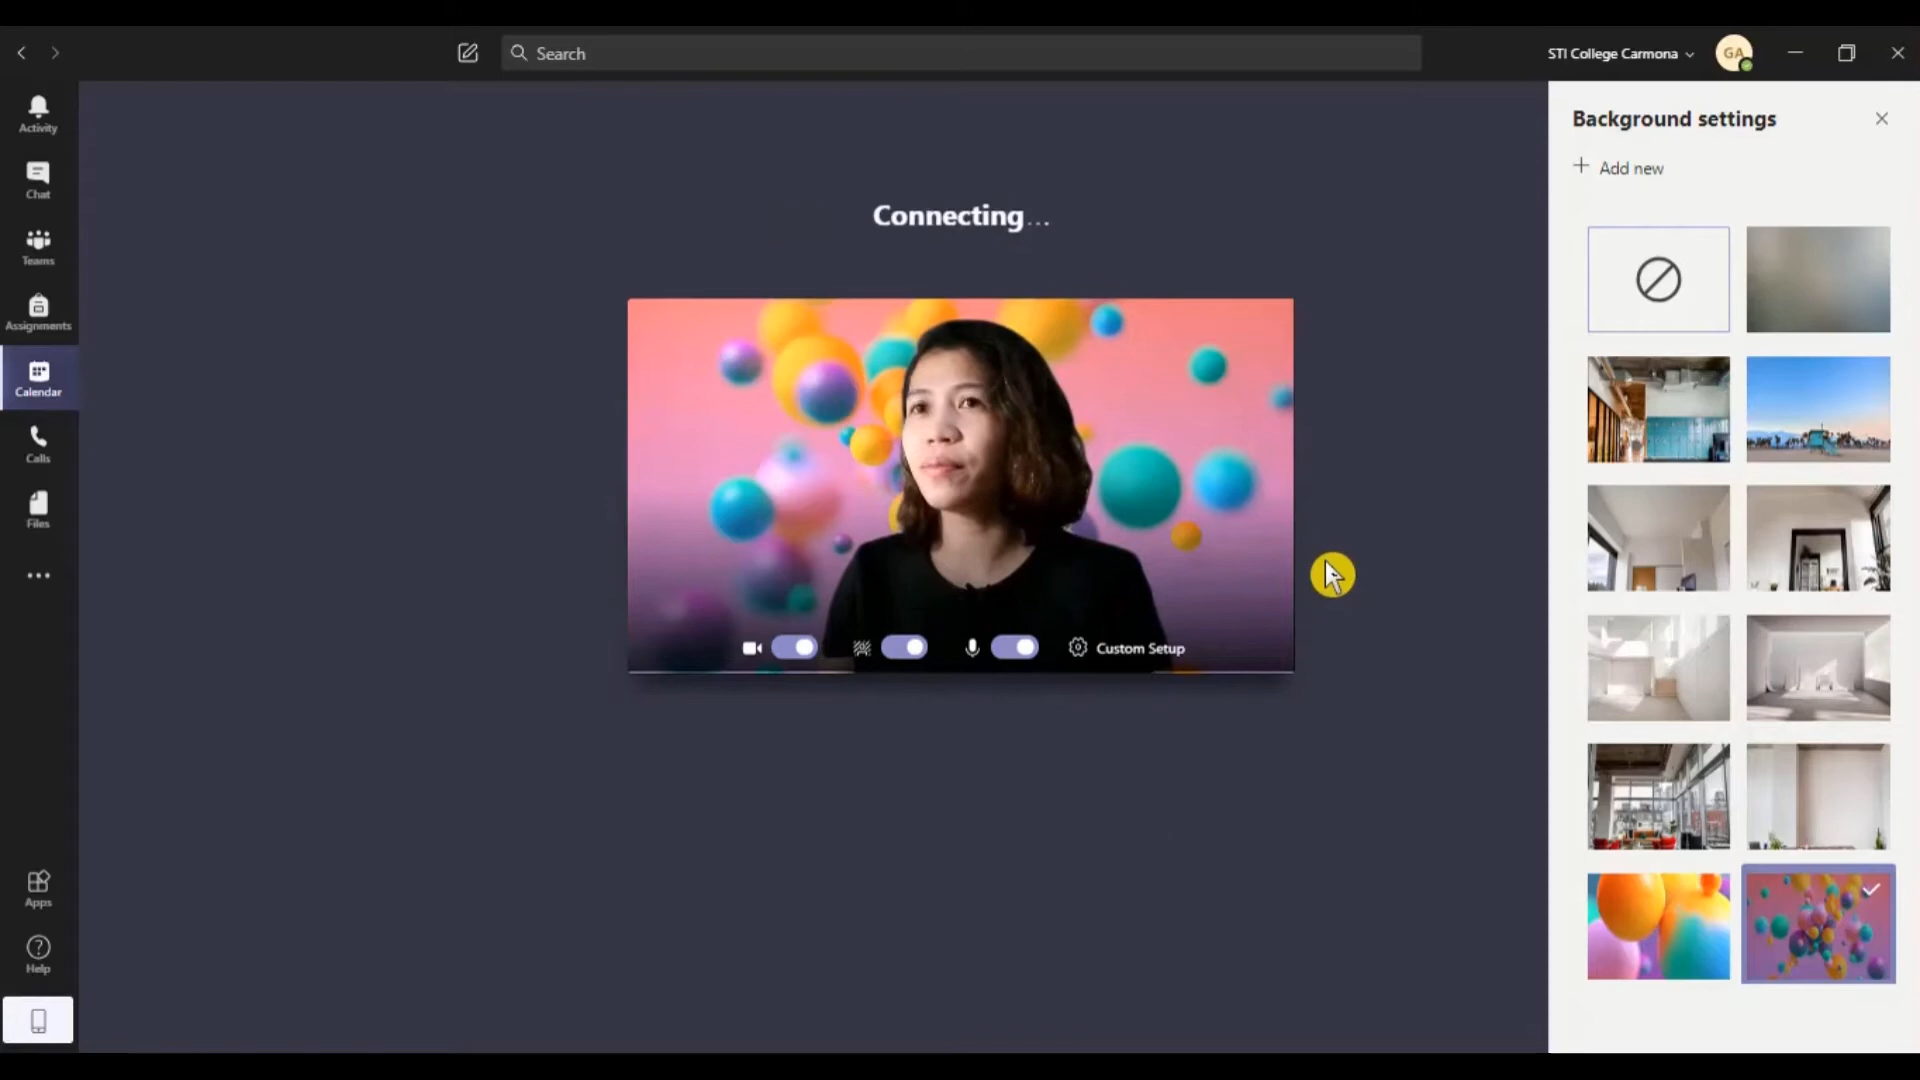 Search
STI College Carmona
GA
Activity
Chat
Teams
Assignments
Calendar
Calls
Files
Apps
Help
Connecting...
Custom Setup
Background settings
Add new